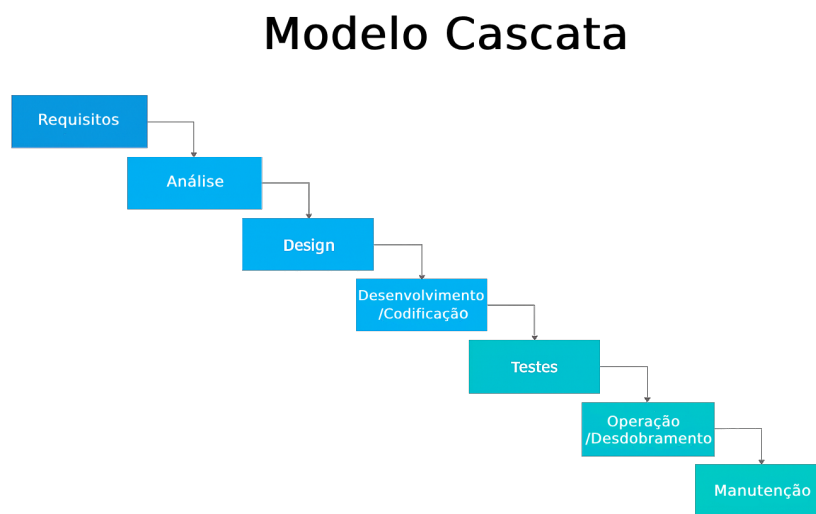 Modelo Cascata
Requisitos
Análise
Design
Desenvolvimento
/Codificação
Testes
Operação
/Desdobramento
Manutenção